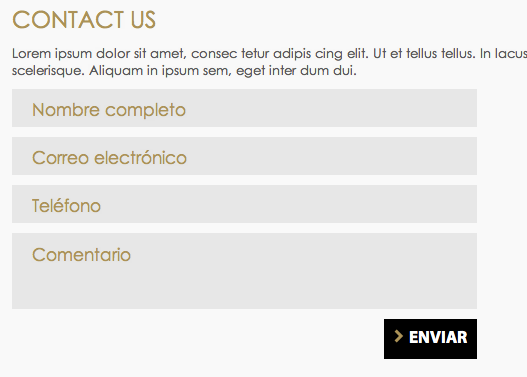 CONTACT US
Lorem ipsum dolor sit amet, consec tetur adipis cing elit. Ut et tellus tellus. In lacus
scelerisque. Aliquam in ipsum sem, eget inter dum dui.
Nombre completo
Correo electrónico
Teléfono
Comentario
ENVIAR